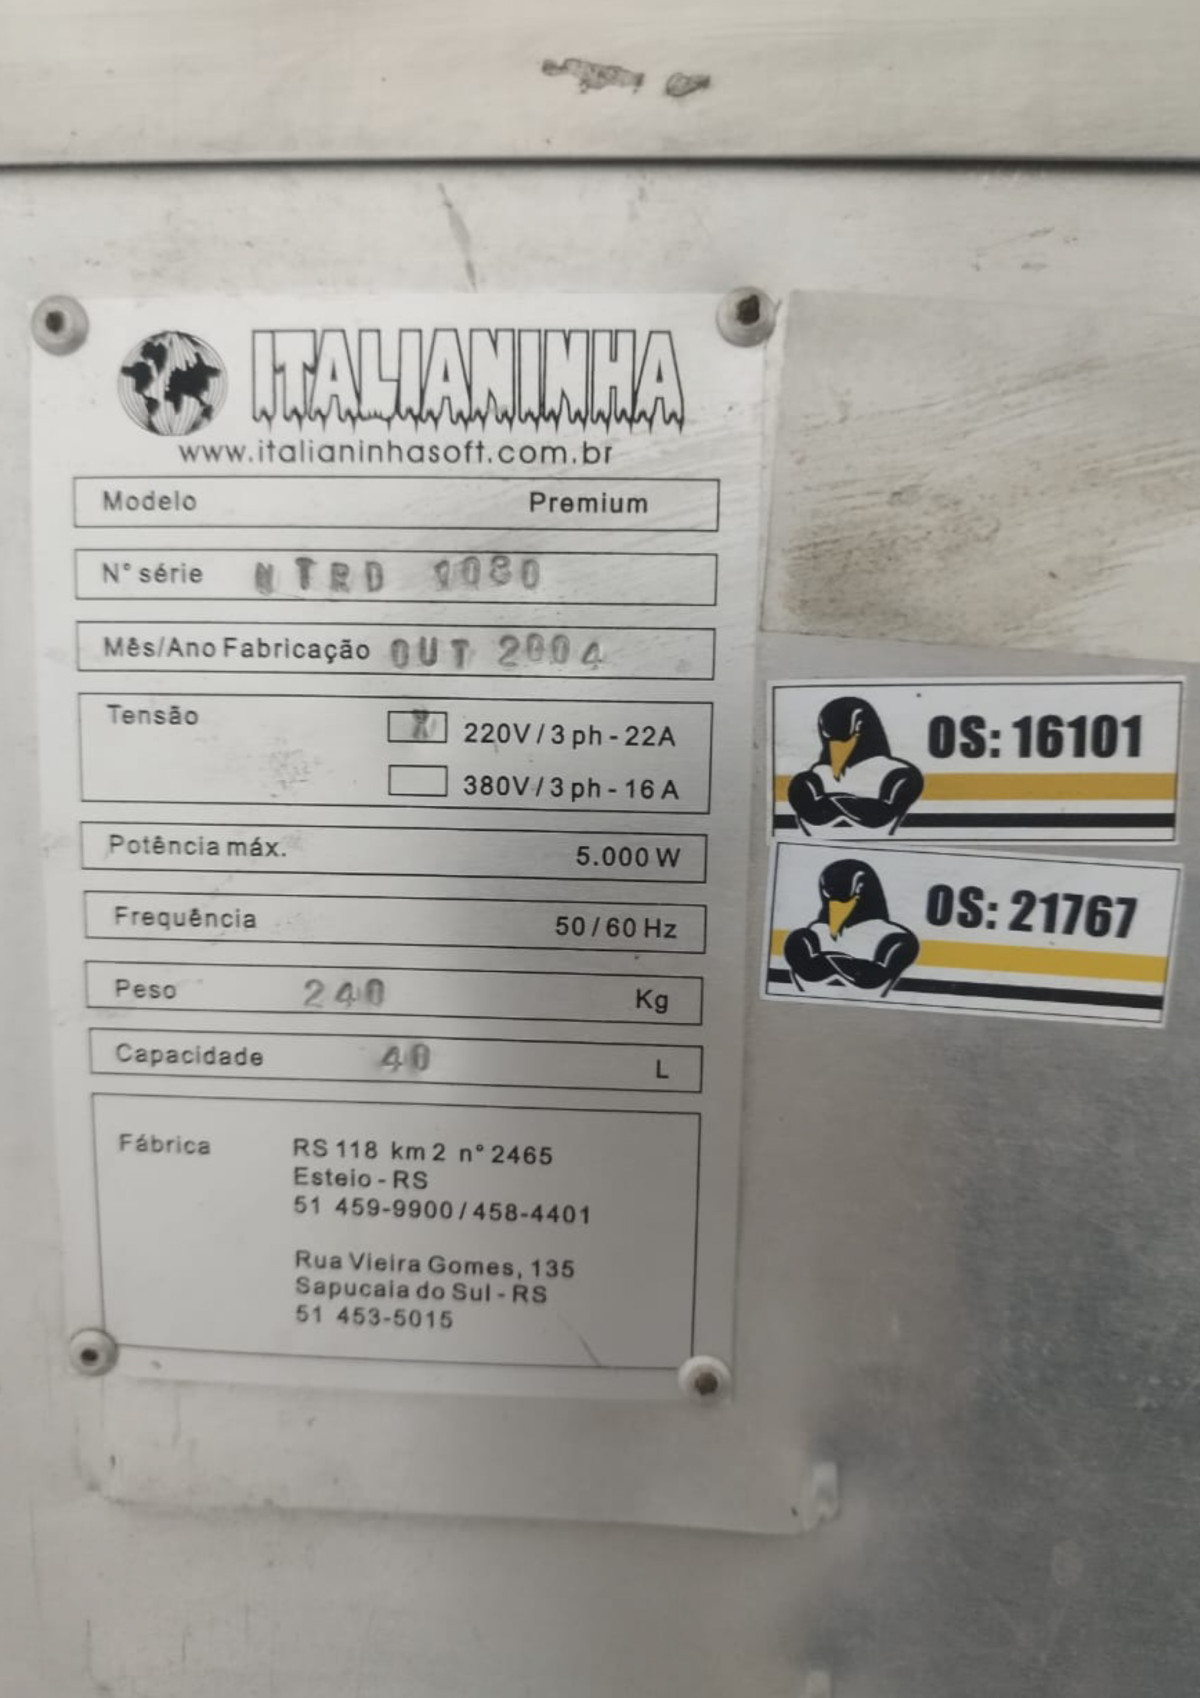 ITALIANINHA
www.italianinhasoft.com.br
Modelo Premium
N° série NTRD 1080
Mês/Ano Fabricação OUT 2004
Tensão X 220V / 3 ph - 22A
380V / 3 ph - 16 A
Potência máx. 5.000 W
Frequência 50 / 60 Hz
Peso 240 Kg
Capacidade 40 L
Fábrica RS 118 km 2 n° 2465
Esteio - RS
51 459-9900 / 458-4401
Rua Vieira Gomes, 135
Sapucaia do Sul - RS
51 453-5015
OS: 16101
OS: 21767